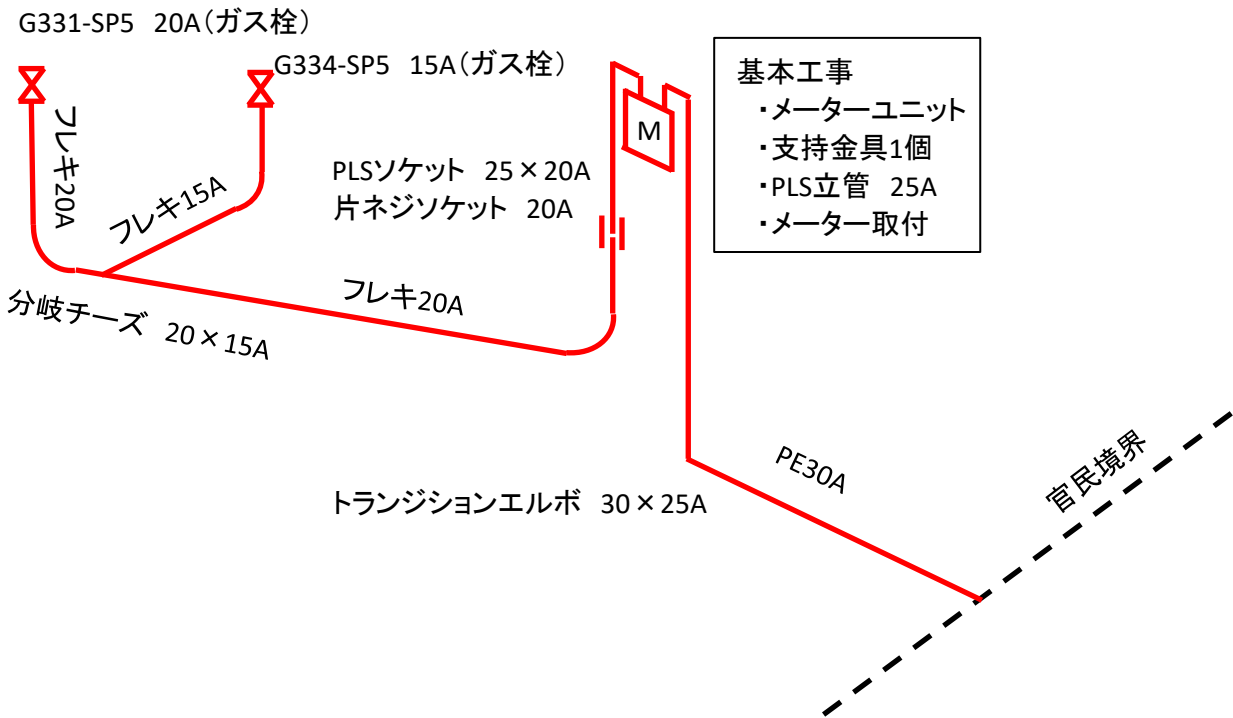 G331-SP5 20A(ガス栓)
G334-SP5 15A(ガス栓)
フレキ20A
フレキ15A
分岐チーズ 20×15A
フレキ20A
PLSソケット 25×20A
片ネジソケット 20A
M
基本工事
・メーターユニット
・支持金具1個
・PLS立管 25A
・メーター取付
トランジションエルボ 30×25A
PE30A
官民境界